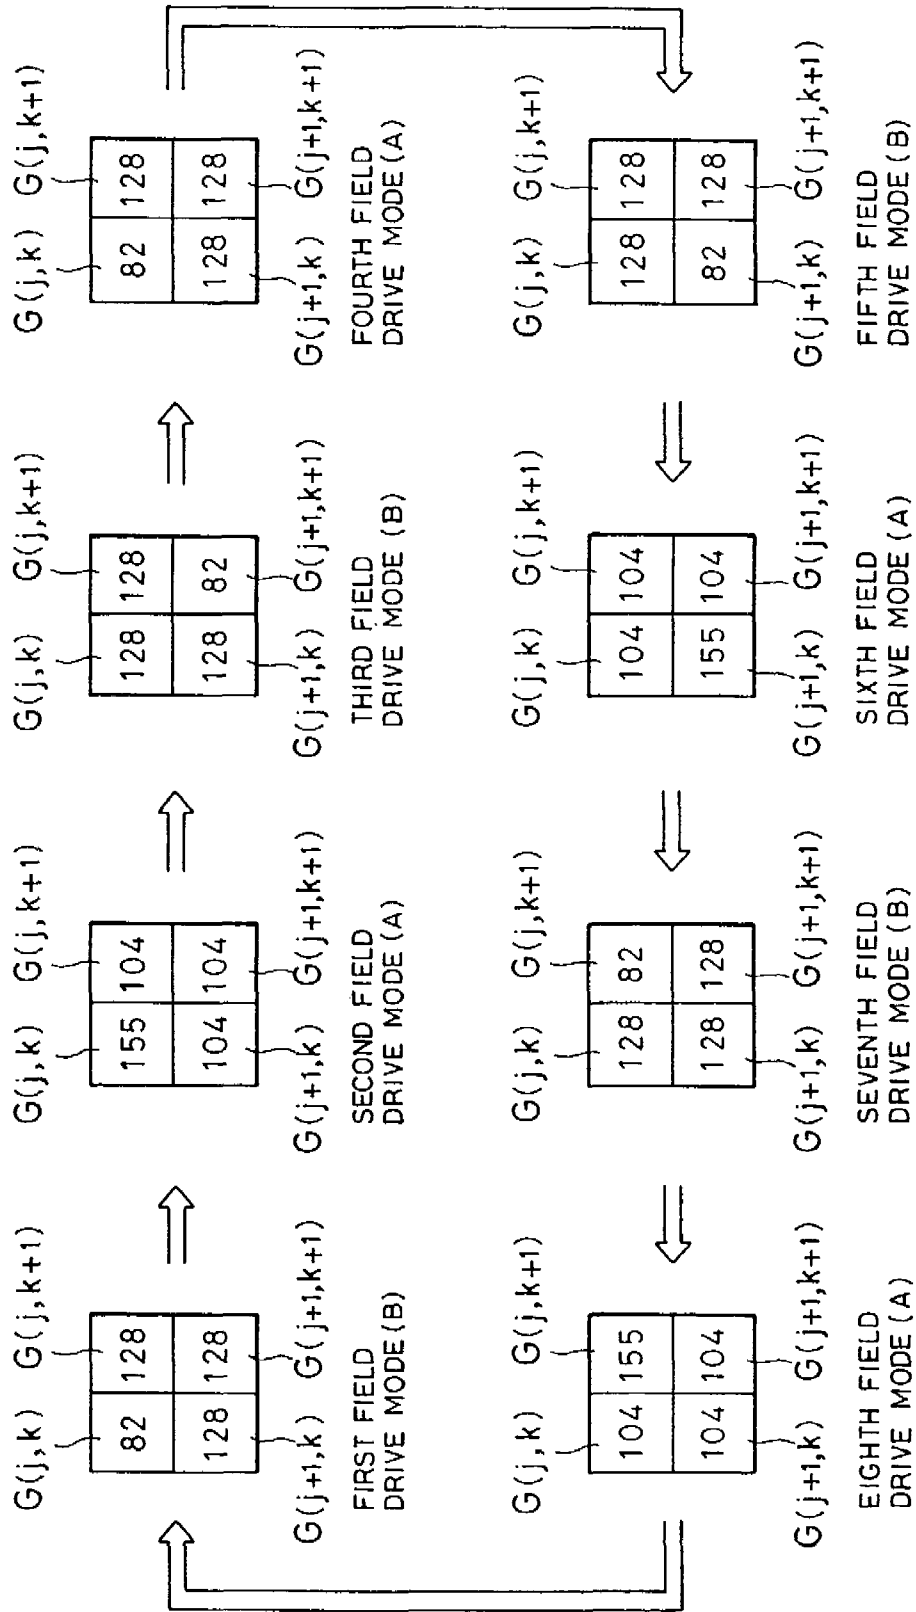 G(j,k) G(j,k+1)
82 128
128 128
G(j+1,k) G(j+1,k+1)
FIRST FIELD
DRIVE MODE(B)
G(j,k) G(j,k+1)
155 104
104 104
G(j+1,k) G(j+1,k+1)
SECOND FIELD
DRIVE MODE(A)
G(j,k) G(j,k+1)
128 128
128 82
G(j+1,k) G(j+1,k+1)
THIRD FIELD
DRIVE MODE(B)
G(j,k) G(j,k+1)
82 128
128 128
G(j+1,k) G(j+1,k+1)
FOURTH FIELD
DRIVE MODE(A)
G(j,k) G(j,k+1)
104 155
104 104
G(j+1,k) G(j+1,k+1)
EIGHTH FIELD
DRIVE MODE(A)
G(j,k) G(j,k+1)
128 82
128 128
G(j+1,k) G(j+1,k+1)
SEVENTH FIELD
DRIVE MODE(B)
G(j,k) G(j,k+1)
104 104
155 104
G(j+1,k) G(j+1,k+1)
SIXTH FIELD
DRIVE MODE(A)
G(j,k) G(j,k+1)
128 128
82 128
G(j+1,k) G(j+1,k+1)
FIFTH FIELD
DRIVE MODE(B)